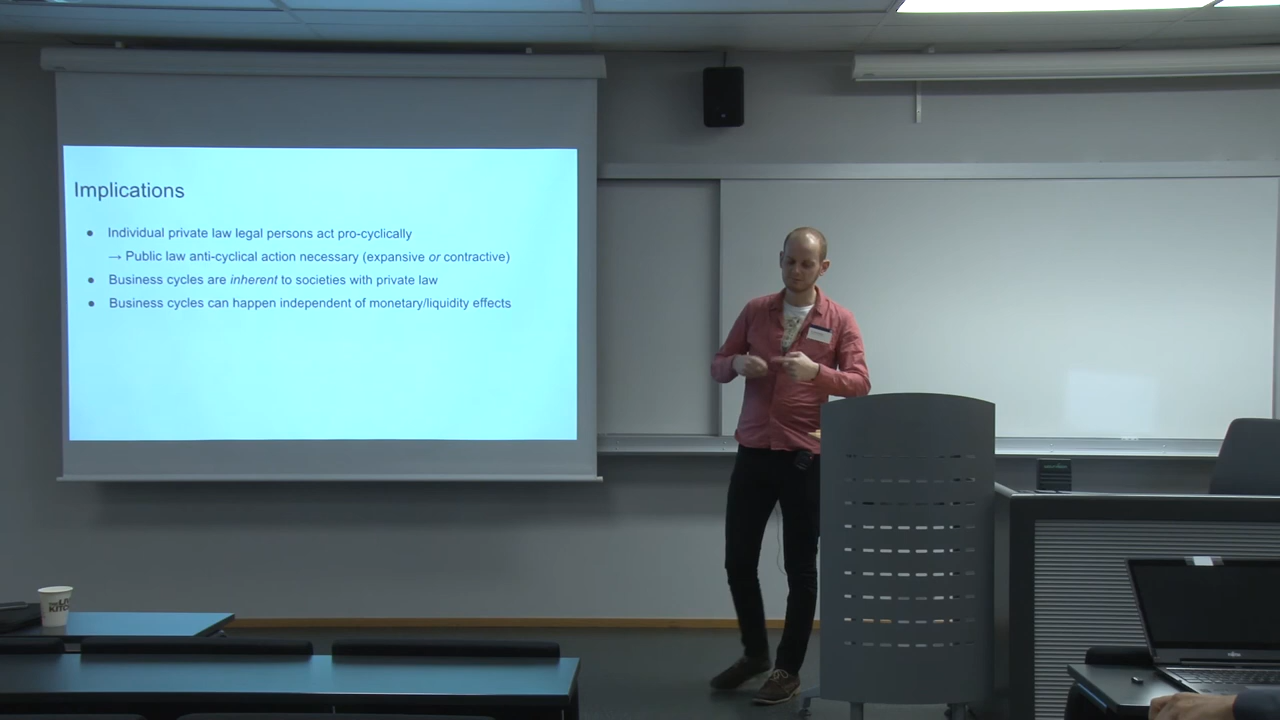 Implications
● Individual private law legal persons act pro-cyclically
→ Public law anti-cyclical action necessary (expansive or contractive)
● Business cycles are inherent to societies with private law
● Business cycles can happen independent of monetary/liquidity effects